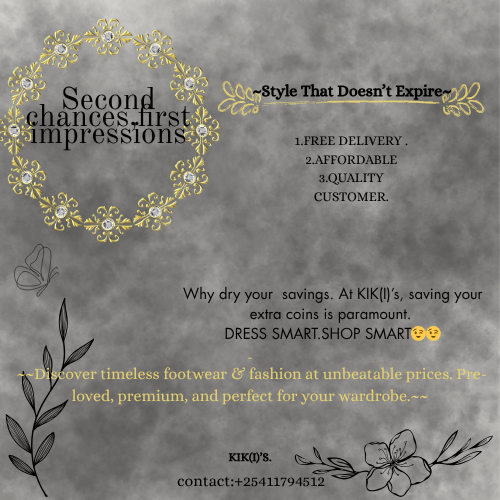 Second
chances,first
impressions
~Style That Doesn't Expire~
1.FREE DELIVERY .
2.AFFORDABLE
3.QUALITY
CUSTOMER.
Why dry your savings. At KIK(I)'s, saving your
extra coins is paramount.
DRESS SMART.SHOP SMART😉😉
~
~~Discover timeless footwear & fashion at unbeatable prices. Pre-
loved, premium, and perfect for your wardrobe.~~
KIK(I)'S.
contact:+25411794512